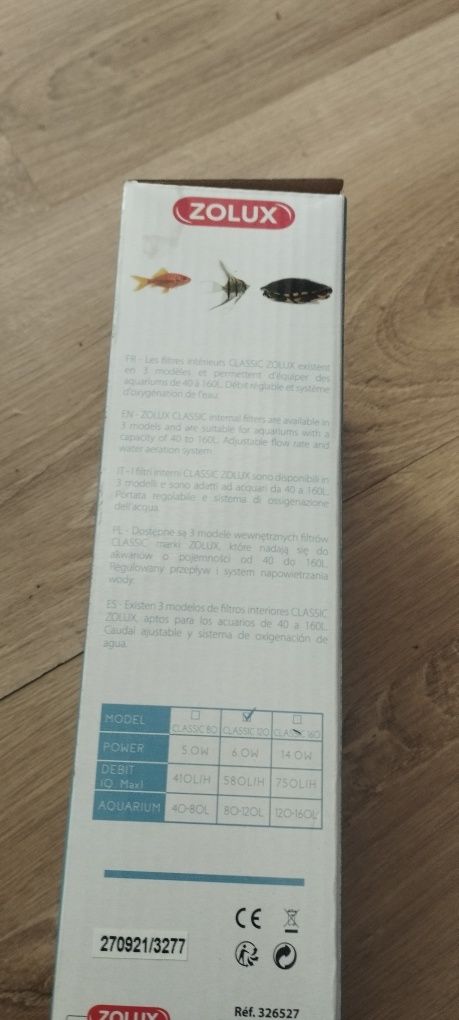 ZOLUX
FR - Les filtres intérieurs CLASSIC ZOLUX existent
en 3 modèles et permettent d'équiper des
aquariums de 40 à 160L. Débit réglable et système
d'oxygénation de l'eau.
EN - ZOLUX CLASSIC internal filters are available in
3 models and are suitable for aquariums with a
capacity of 40 to 160L. Adjustable flow rate and
water aeration system
IT - I filtri interni CLASSIC ZOLUX sono disponibili in
3 modelli e sono adatti ad acquari da 40 a 160L.
Portata regolabile e sistema di ossigenazione
dell'acqua.
PL - Dostępne są 3 modele wewnętrznych filtrów
CLASSIC marki ZOLUX, które nadają się do
akwariów o pojemności od 40 do 160L.
Regulowany przepływ i system napowietrzania
wody.
ES - Existen 3 modelos de filtros interiores CLASSIC
ZOLUX, aptos para los acuarios de 40 a 160L.
Caudal ajustable y sistema de oxigenación de
agua.
MODEL CLASSIC 80 CLASSIC 120 CLASSIC 160
POWER 5.0W 6.0W 14.0W
DEBIT
(Q. Max) 410L/H 580L/H 750L/H
AQUARIUM 40-80L 80-120L 120-160L
CE
270921/3277
ZOLUX
Réf. 326527